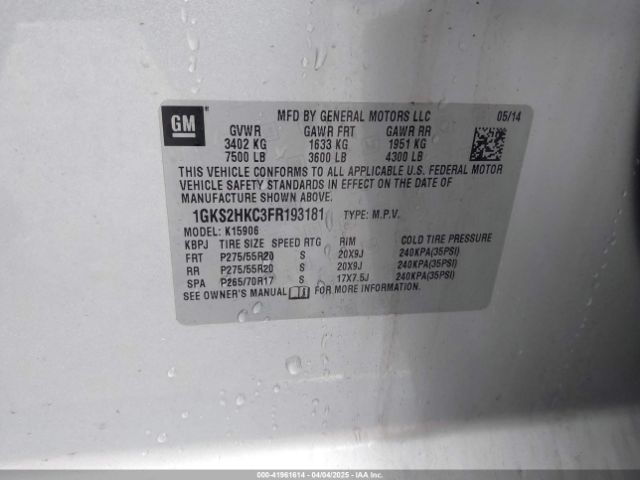 GM
MFD BY GENERAL MOTORS LLC 05/14
GVWR GAWR FRT GAWR RR
3402 KG 1633 KG 1951 KG
7500 LB 3600 LB 4300 LB
THIS VEHICLE CONFORMS TO ALL APPLICABLE U.S. FEDERAL MOTOR
VEHICLE SAFETY STANDARDS IN EFFECT ON THE DATE OF
MANUFACTURE SHOWN ABOVE.
1GKS2HKC3FR193181 TYPE: M.P.V.
MODEL: K15906
KBPJ TIRE SIZE SPEED RTG RIM COLD TIRE PRESSURE
FRT P275/55R20 S 20X9J 240KPA(35PSI)
RR P275/55R20 S 20X9J 240KPA(35PSI)
SPA P265/70R17 S 17X7.5J 240KPA(35PSI)
SEE OWNER'S MANUAL FOR MORE INFORMATION.
000-41961614 - 04/04/2025 - IAAI.COM